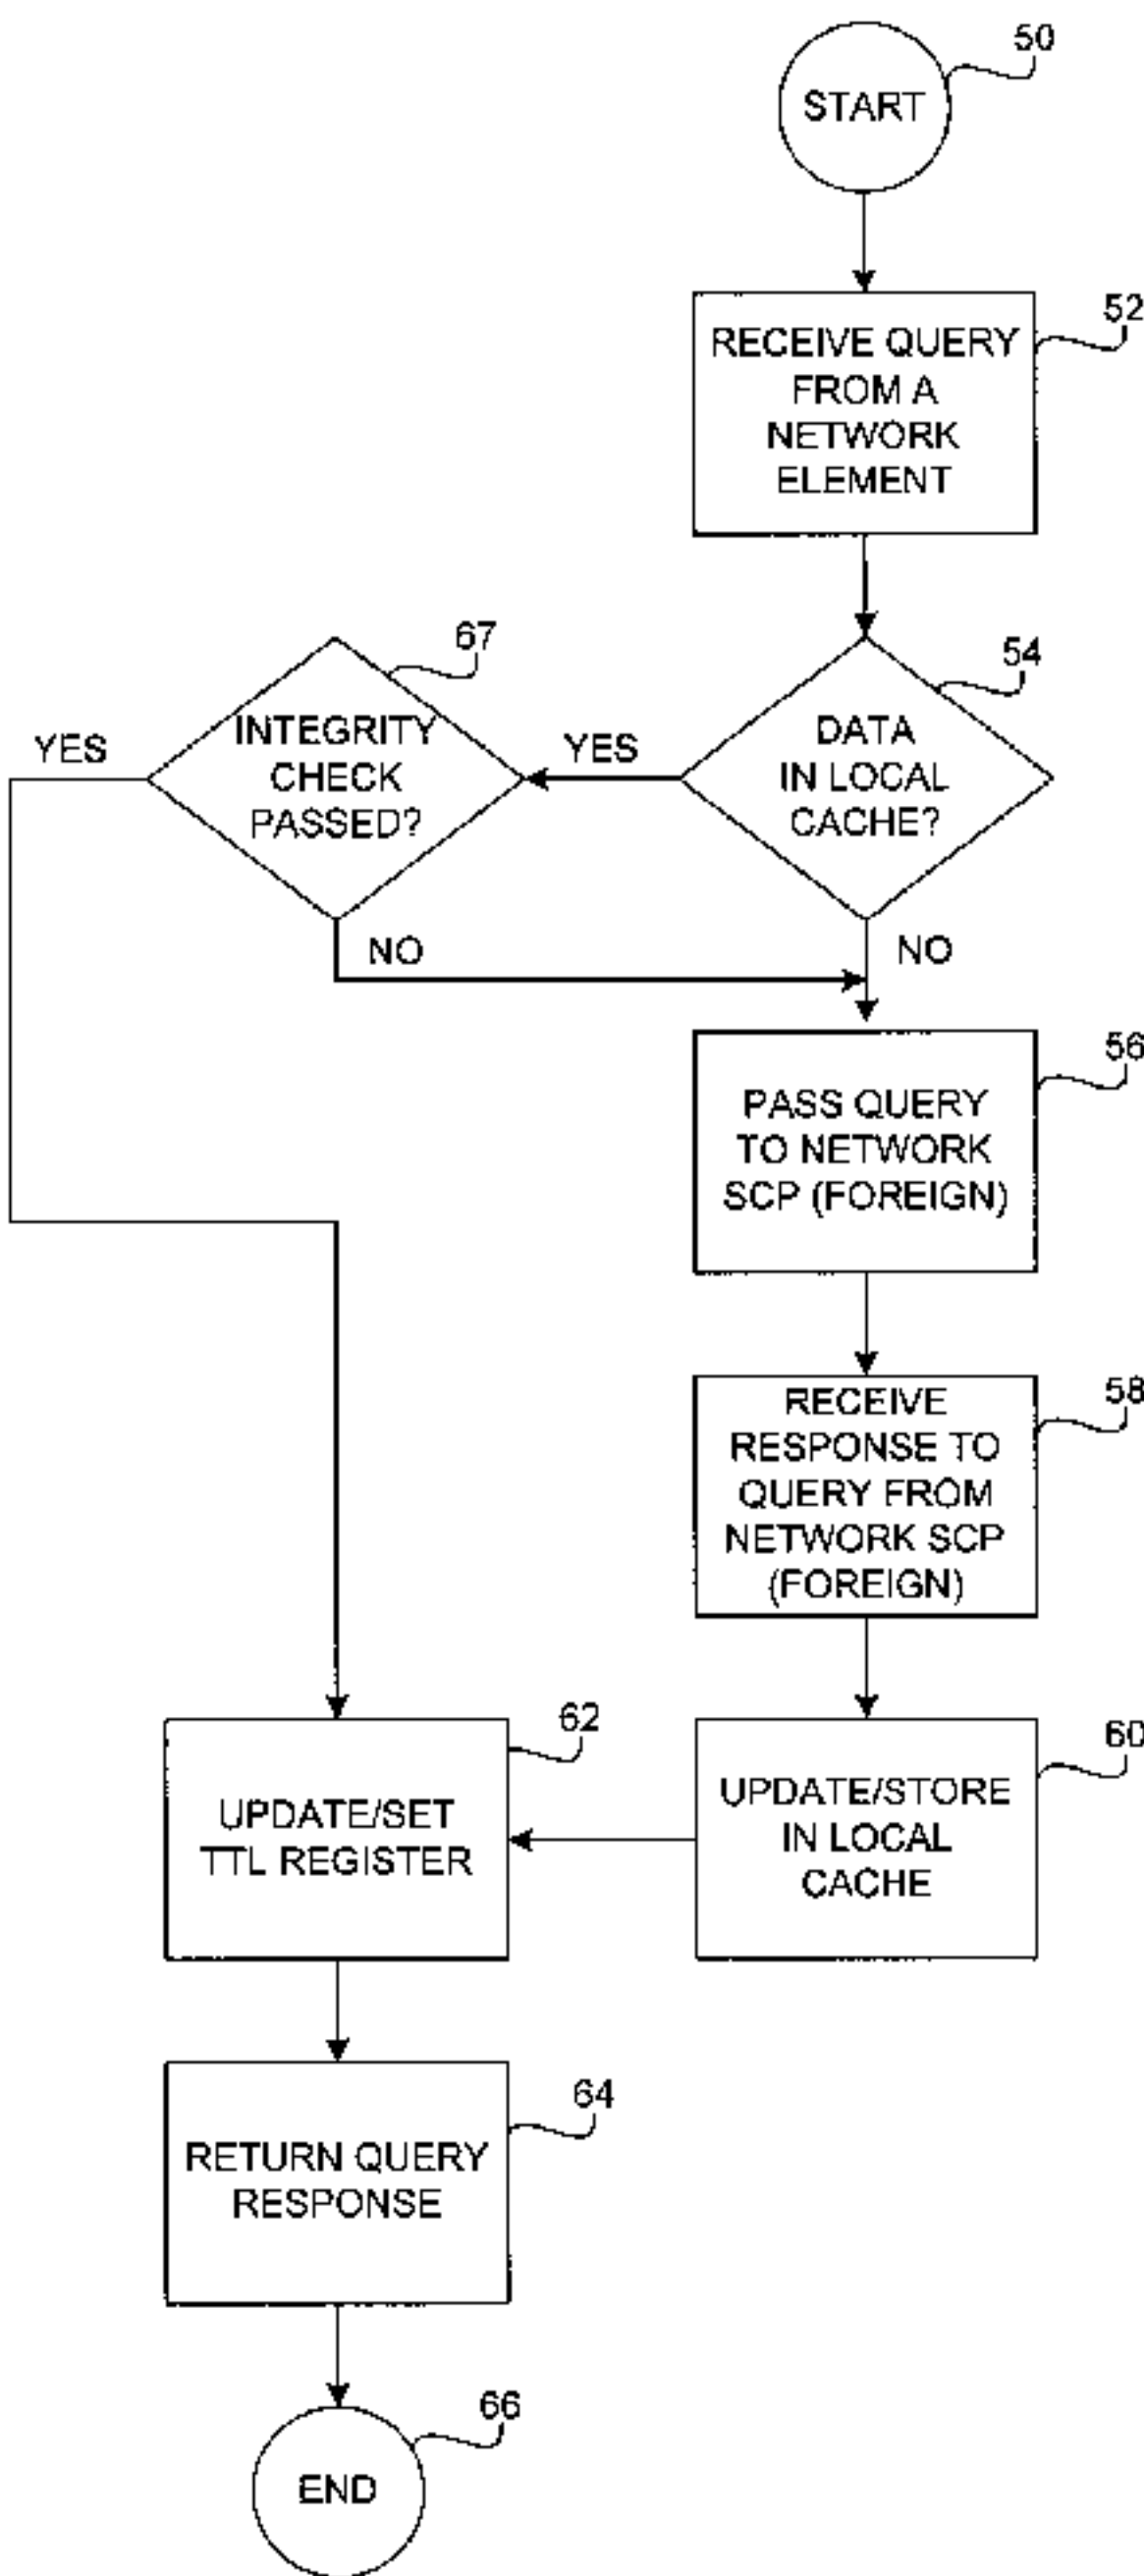 50
START
52
RECEIVE QUERY
FROM A
NETWORK
ELEMENT
67
54
YES
INTEGRITY
CHECK
PASSED?
YES
DATA
IN LOCAL
CACHE?
NO
NO
56
PASS QUERY
TO NETWORK
SCP (FOREIGN)
58
RECEIVE
RESPONSE TO
QUERY FROM
NETWORK SCP
(FOREIGN)
62
60
UPDATE/SET
TTL REGISTER
UPDATE/STORE
IN LOCAL
CACHE
64
RETURN QUERY
RESPONSE
66
END